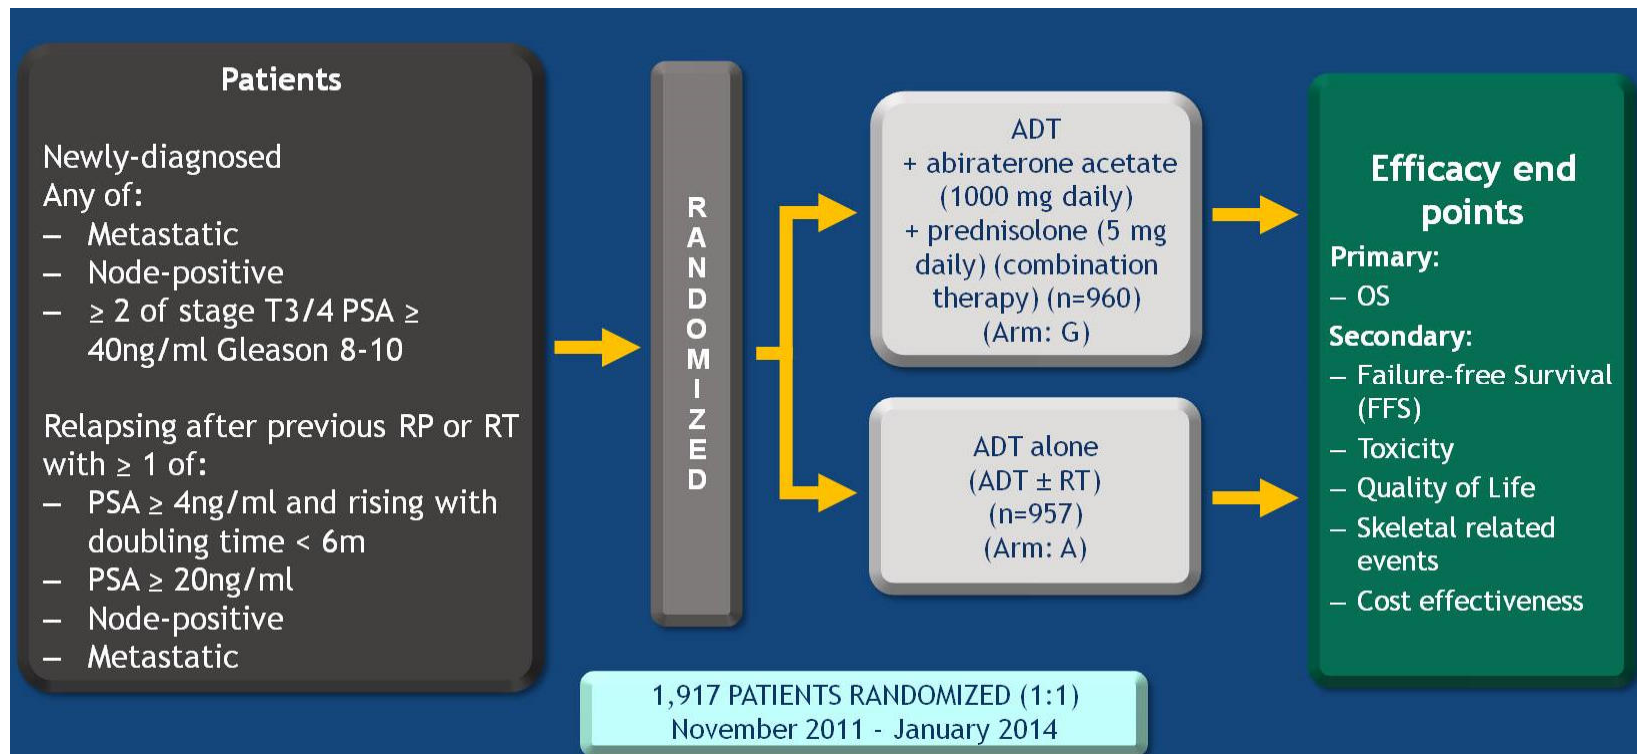 Patients
Newly-diagnosed
Any of:
– Metastatic
– Node-positive
– ≥ 2 of stage T3/4 PSA ≥
40ng/ml Gleason 8-10
Relapsing after previous RP or RT
with ≥ 1 of:
– PSA ≥ 4ng/ml and rising with
doubling time < 6m
– PSA ≥ 20ng/ml
– Node-positive
– Metastatic
RANDOMIZED
ADT
+ abiraterone acetate
(1000 mg daily)
+ prednisolone (5 mg
daily) (combination
therapy) (n=960)
(Arm: G)
ADT alone
(ADT ± RT)
(n=957)
(Arm: A)
Efficacy end
points
Primary:
– OS
Secondary:
– Failure-free Survival
(FFS)
– Toxicity
– Quality of Life
– Skeletal related
events
– Cost effectiveness
1,917 PATIENTS RANDOMIZED (1:1)
November 2011 - January 2014